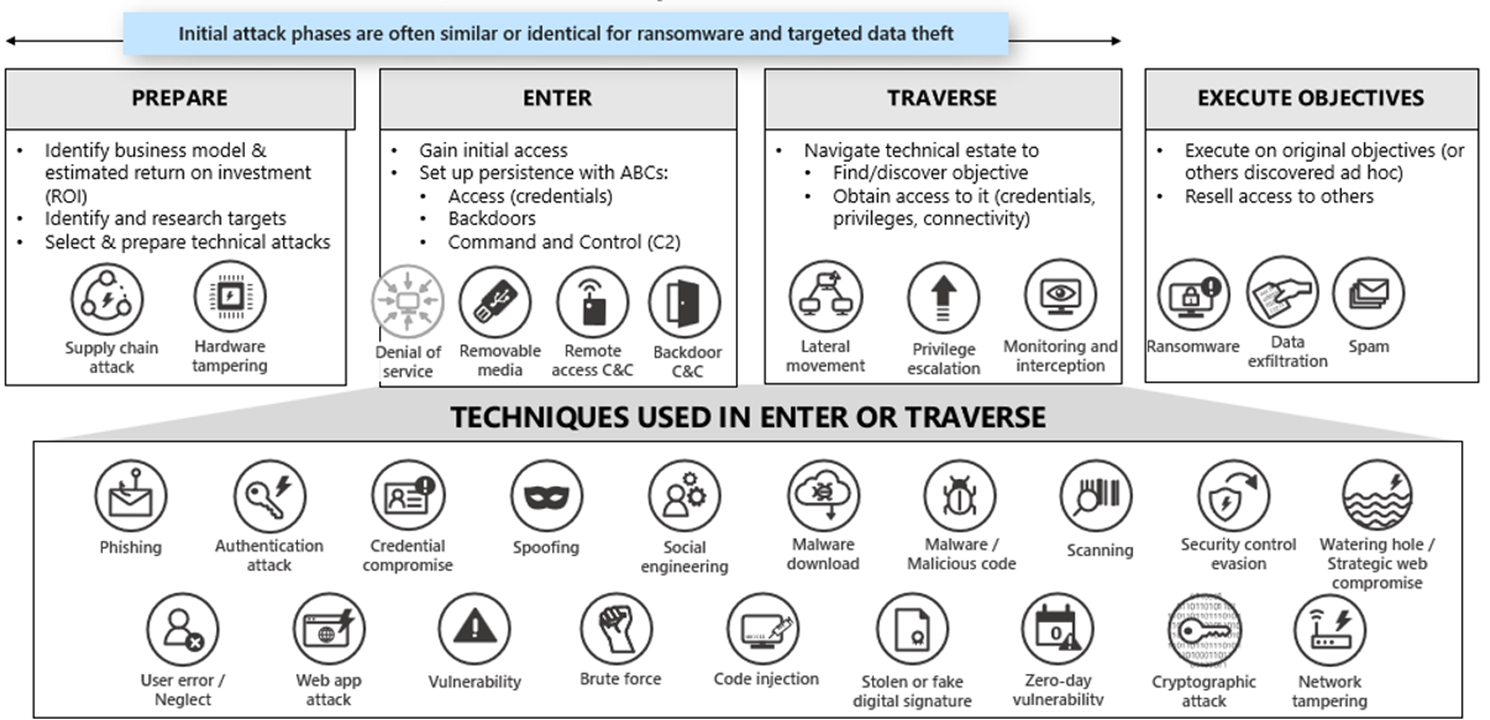 Initial attack phases are often similar or identical for ransomware and targeted data theft
PREPARE
• Identify business model &
estimated return on investment
(ROI)
• Identify and research targets
• Select & prepare technical attacks
Supply chain
attack
Hardware
tampering
ENTER
• Gain initial access
• Set up persistence with ABCs:
• Access (credentials)
• Backdoors
• Command and Control (C2)
Denial of
service
Removable
media
Remote
access C&C
Backdoor
C&C
TRAVERSE
• Navigate technical estate to
• Find/discover objective
• Obtain access to it (credentials,
privileges, connectivity)
Lateral
movement
Privilege
escalation
Monitoring and
interception
EXECUTE OBJECTIVES
• Execute on original objectives (or
others discovered ad hoc)
• Resell access to others
Ransomware
Data
exfiltration
Spam
TECHNIQUES USED IN ENTER OR TRAVERSE
Phishing
Authentication
attack
Credential
compromise
Spoofing
Social
engineering
Malware
download
Malware /
Malicious code
Scanning
Security control
evasion
Watering hole /
Strategic web
compromise
User error /
Neglect
Web app
attack
Vulnerability
Brute force
Code injection
Stolen or fake
digital signature
0
Zero-day
vulnerability
Cryptographic
attack
Network
tampering